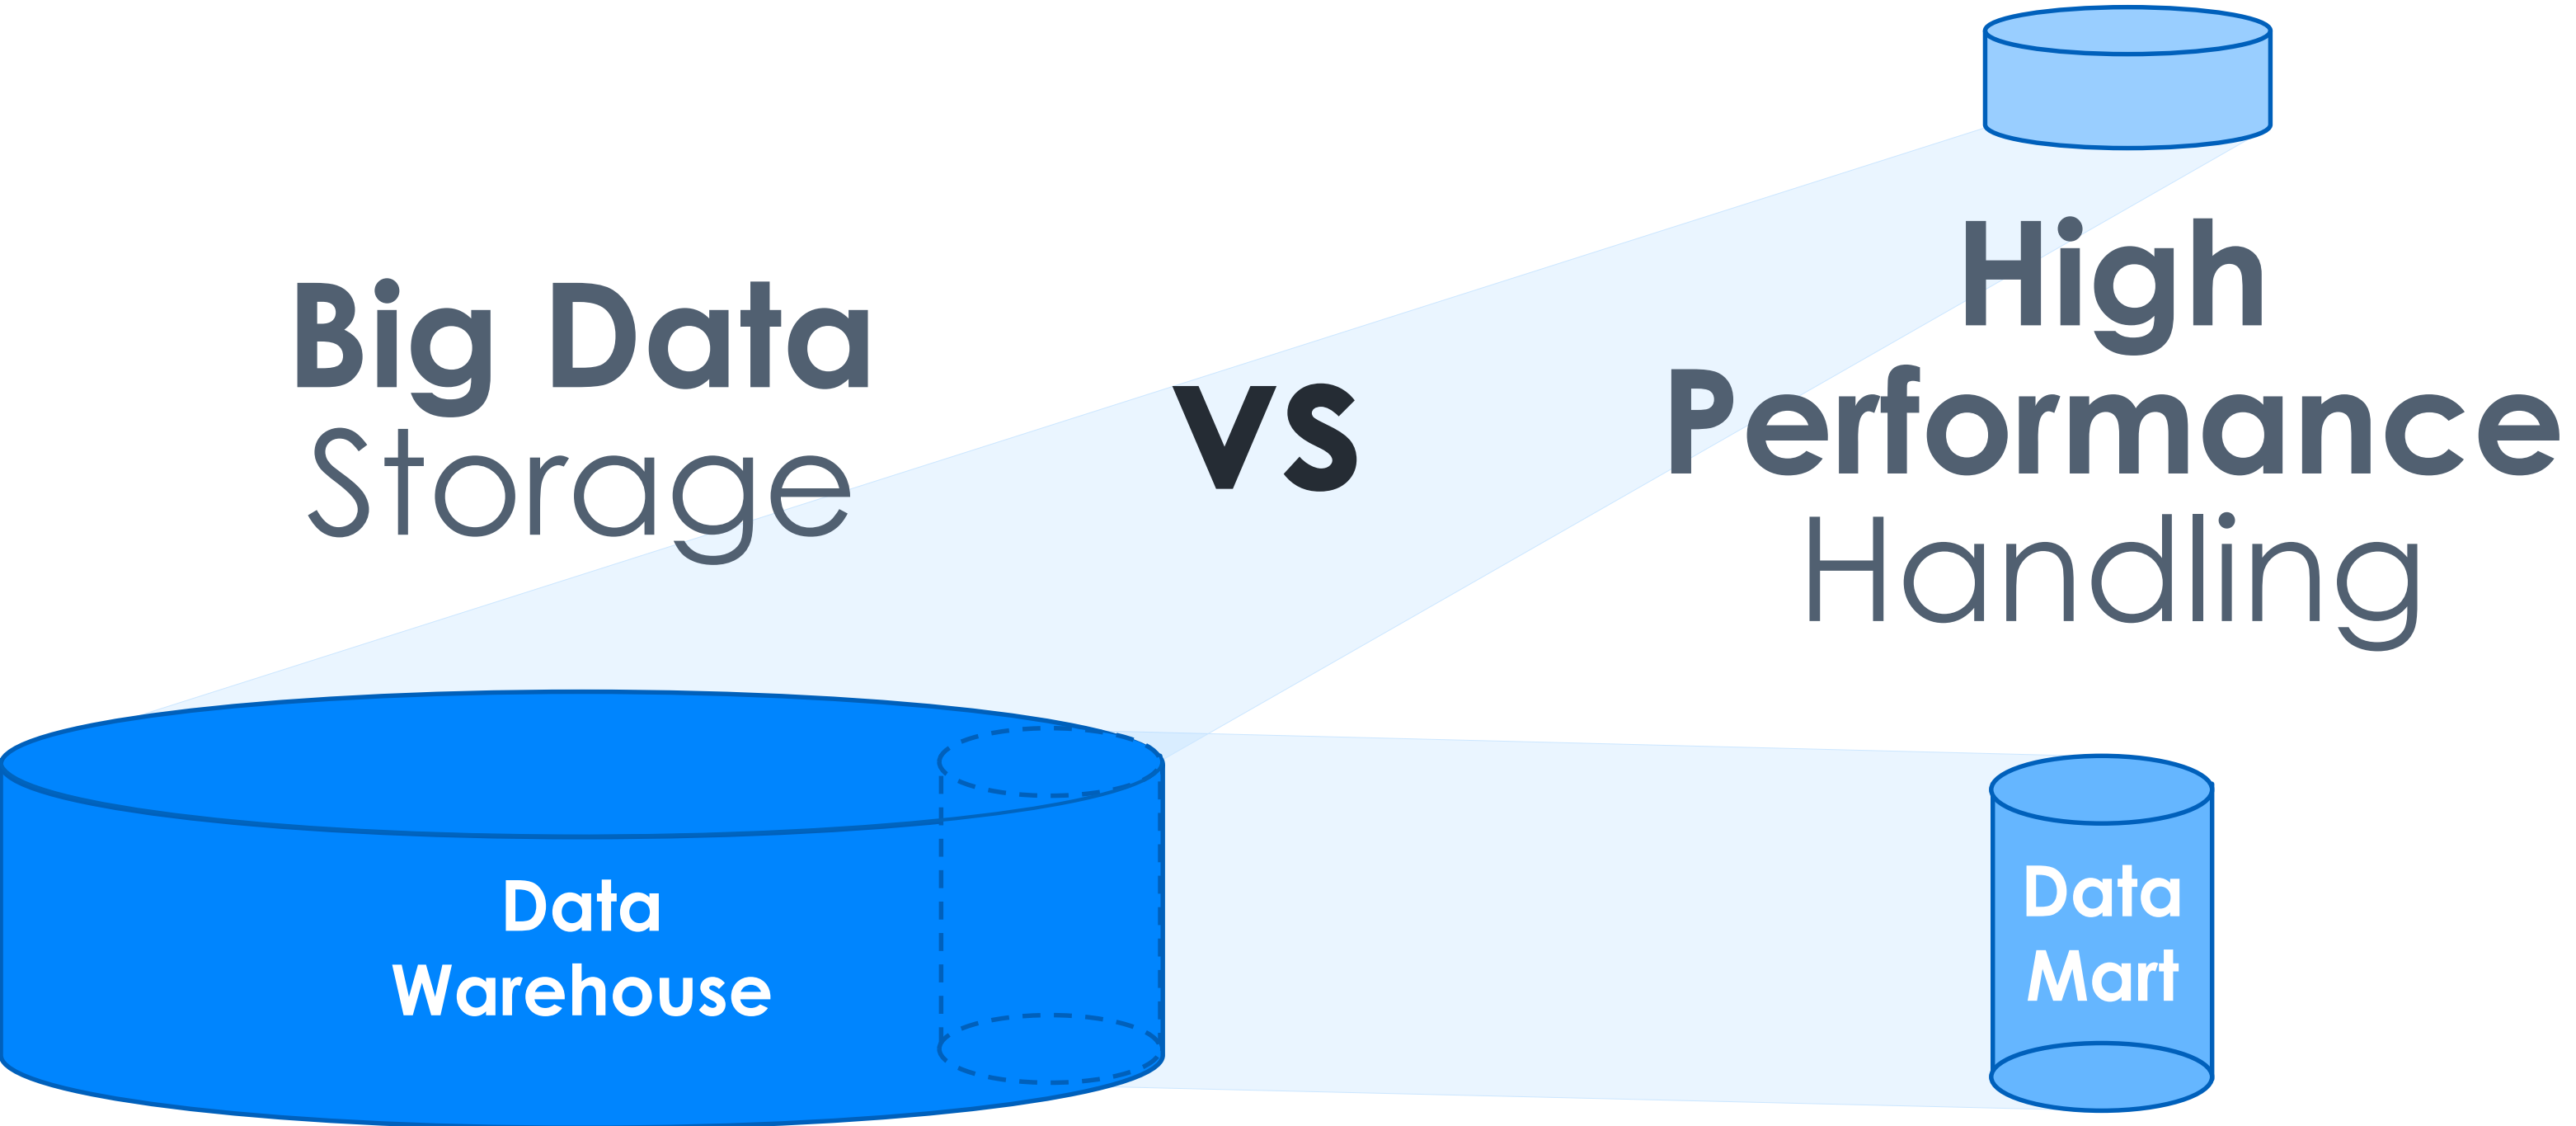 Big Data
Storage
vs
High
Performance
Handling
Data
Warehouse
Data
Mart